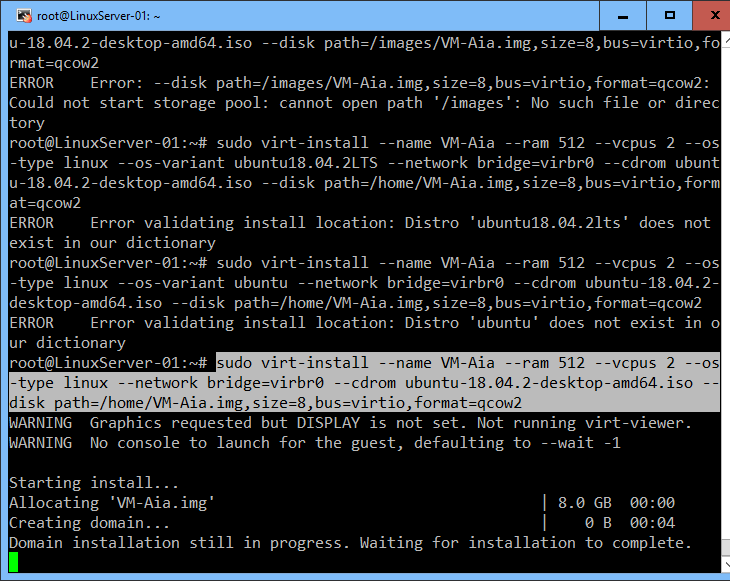 root@LinuxServer-01: ~
u-18.04.2-desktop-amd64.iso --disk path=/images/VM-Aia.img,size=8,bus=virtio,fo
rmat=qcow2
ERROR    Error: --disk path=/images/VM-Aia.img,size=8,bus=virtio,format=qcow2:
Could not start storage pool: cannot open path '/images': No such file or direc
tory
root@LinuxServer-01:~# sudo virt-install --name VM-Aia --ram 512 --vcpus 2 --os
-type linux --os-variant ubuntu18.04.2LTS --network bridge=virbr0 --cdrom ubunt
u-18.04.2-desktop-amd64.iso --disk path=/home/VM-Aia.img,size=8,bus=virtio,form
at=qcow2
ERROR    Error validating install location: Distro 'ubuntu18.04.2lts' does not
exist in our dictionary
root@LinuxServer-01:~# sudo virt-install --name VM-Aia --ram 512 --vcpus 2 --os
-type linux --os-variant ubuntu --network bridge=virbr0 --cdrom ubuntu-18.04.2-
desktop-amd64.iso --disk path=/home/VM-Aia.img,size=8,bus=virtio,format=qcow2
ERROR    Error validating install location: Distro 'ubuntu' does not exist in o
ur dictionary
root@LinuxServer-01:~# sudo virt-install --name VM-Aia --ram 512 --vcpus 2 --os
-type linux --network bridge=virbr0 --cdrom ubuntu-18.04.2-desktop-amd64.iso --
disk path=/home/VM-Aia.img,size=8,bus=virtio,format=qcow2
WARNING  Graphics requested but DISPLAY is not set. Not running virt-viewer.
WARNING  No console to launch for the guest, defaulting to --wait -1
Starting install...
Allocating 'VM-Aia.img'                                     | 8.0 GB  00:00
Creating domain...                                          |    0 B  00:04
Domain installation still in progress. Waiting for installation to complete.